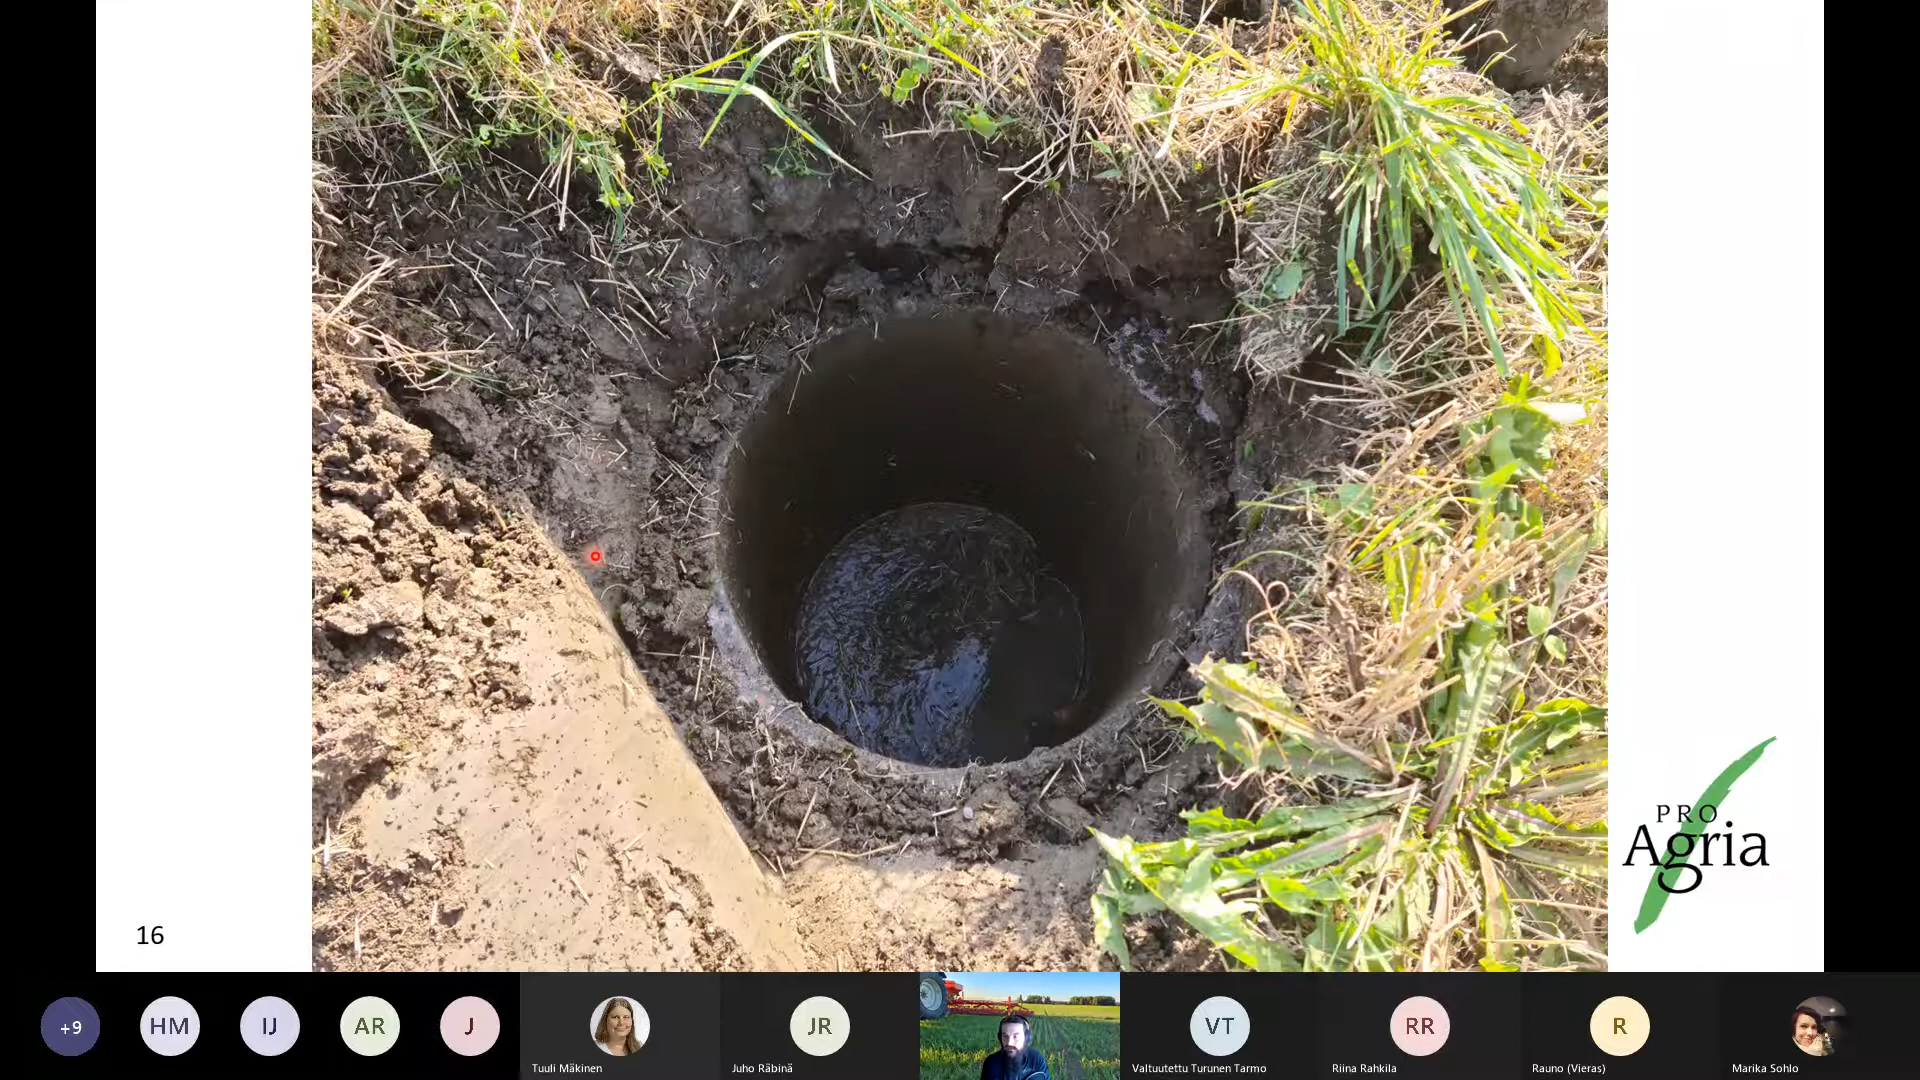 PRO
Agria
16
+9
HM
IJ
AR
J
JR
VT
RR
R
Tuuli Mäkinen
Juho Räbinä
Valtuutettu Turunen Tarmo
Riina Rahkila
Rauno (Vieras)
Marika Sohlo